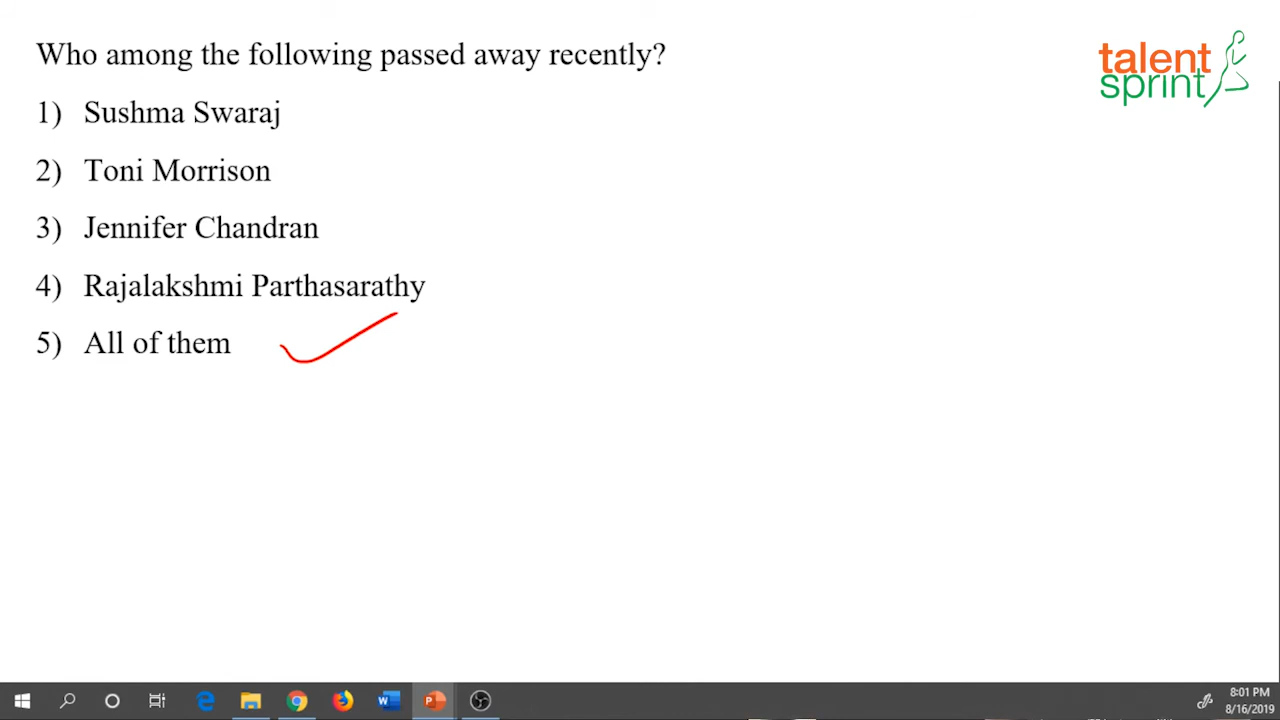 Who among the following passed away recently?
talent
sprint
1) Sushma Swaraj
2) Toni Morrison
3) Jennifer Chandran
4) Rajalakshmi Parthasarathy
5) All of them
8:01 PM
8/16/2019